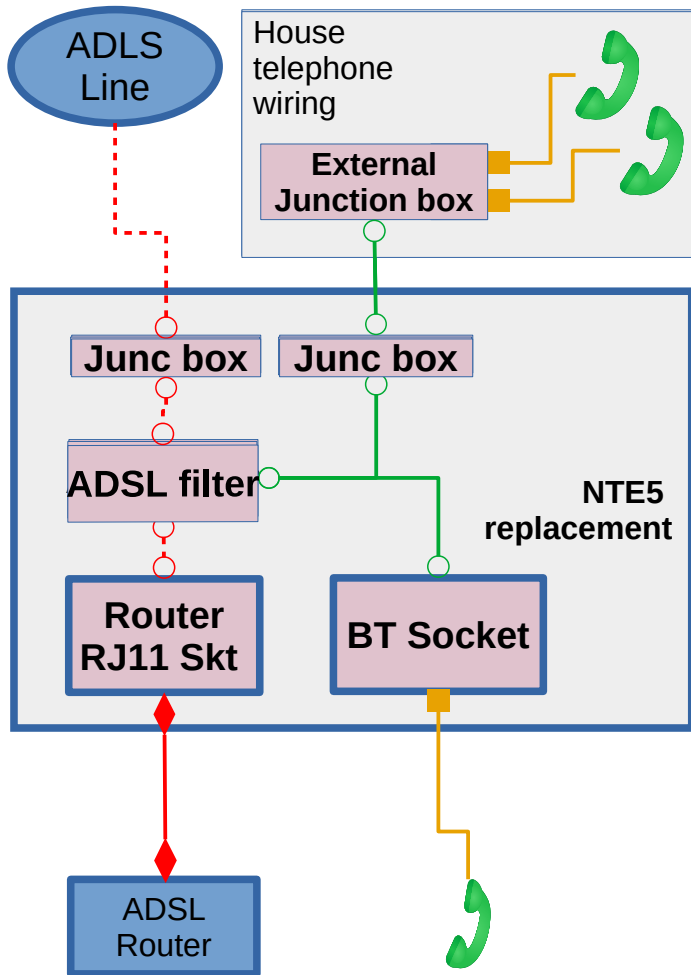 ADLS
Line
House
telephone
wiring
External
Junction box
Junc box
Junc box
ADSL filter
NTE5
replacement
Router
RJ11 Skt
BT Socket
ADSL
Router